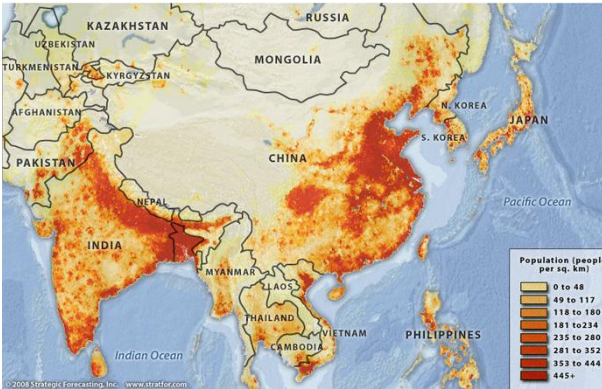 RUSSIA
KAZAKHSTAN
UZBEKISTAN
MONGOLIA
TURKMENISTAN
KYRGYZSTAN
AFGHANISTAN
N. KOREA
JAPAN
S. KOREA
PAKISTAN
CHINA
NEPAL
Pacific Ocean
INDIA
MYANMAR
LAOS
THAILAND
VIETNAM
CAMBODIA
PHILIPPINES
Indian Ocean
Population (people
per sq. km)
0 to 48
49 to 117
118 to 180
181 to234
235 to 280
281 to 352
353 to 444
445+
© 2008 Strategic Forecasting, Inc. www.stratfor.com